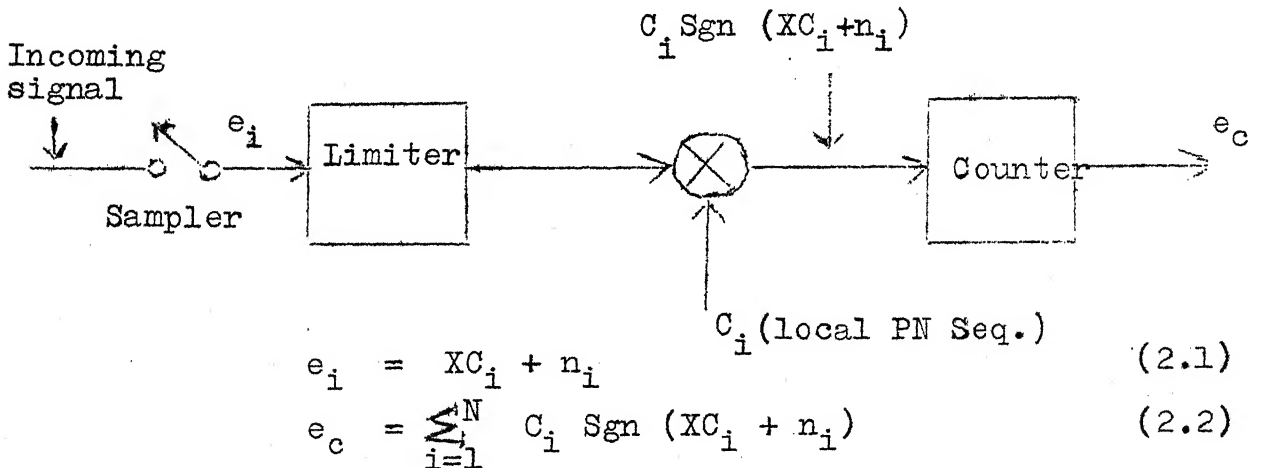 C_i Sgn (XC_i+n_i)
Incoming
signal
e_i
Limiter
Counter
e_c
Sampler
C_i (local PN Seq.)
e_i = XC_i + n_i (2.1)
e_c = ∑_{i=1}^{N} C_i Sgn (XC_i + n_i) (2.2)